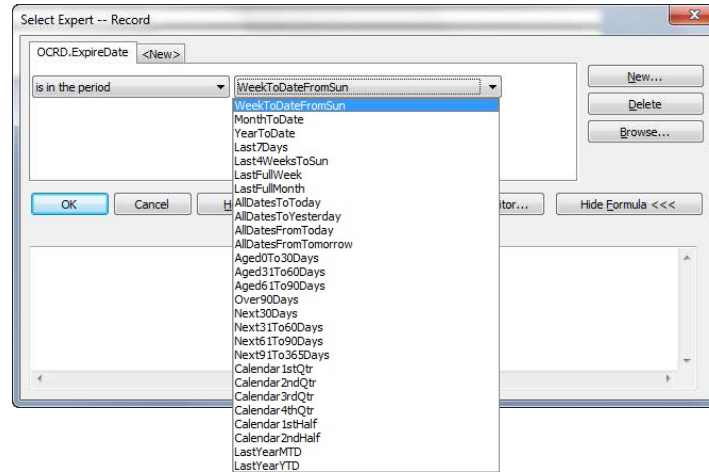 Select Expert -- Record
OCRD.ExpireDate <New>
is in the period WeekToDateFromSun
New...
Delete
Browse...
WeekToDateFromSun
MonthToDate
YearToDate
Last7Days
Last4WeeksToSun
LastFullWeek
LastFullMonth
AllDatesToToday
AllDatesToYesterday
AllDatesFromToday
AllDatesFromTomorrow
Aged0To30Days
Aged31To60Days
Aged61To90Days
Over90Days
Next30Days
Next31To60Days
Next61To90Days
Next91To365Days
Calendar1stQtr
Calendar2ndQtr
Calendar3rdQtr
Calendar4thQtr
Calendar1stHalf
Calendar2ndHalf
LastYearMTD
LastYearYTD
OK Cancel H itor... Hide Formula <<<